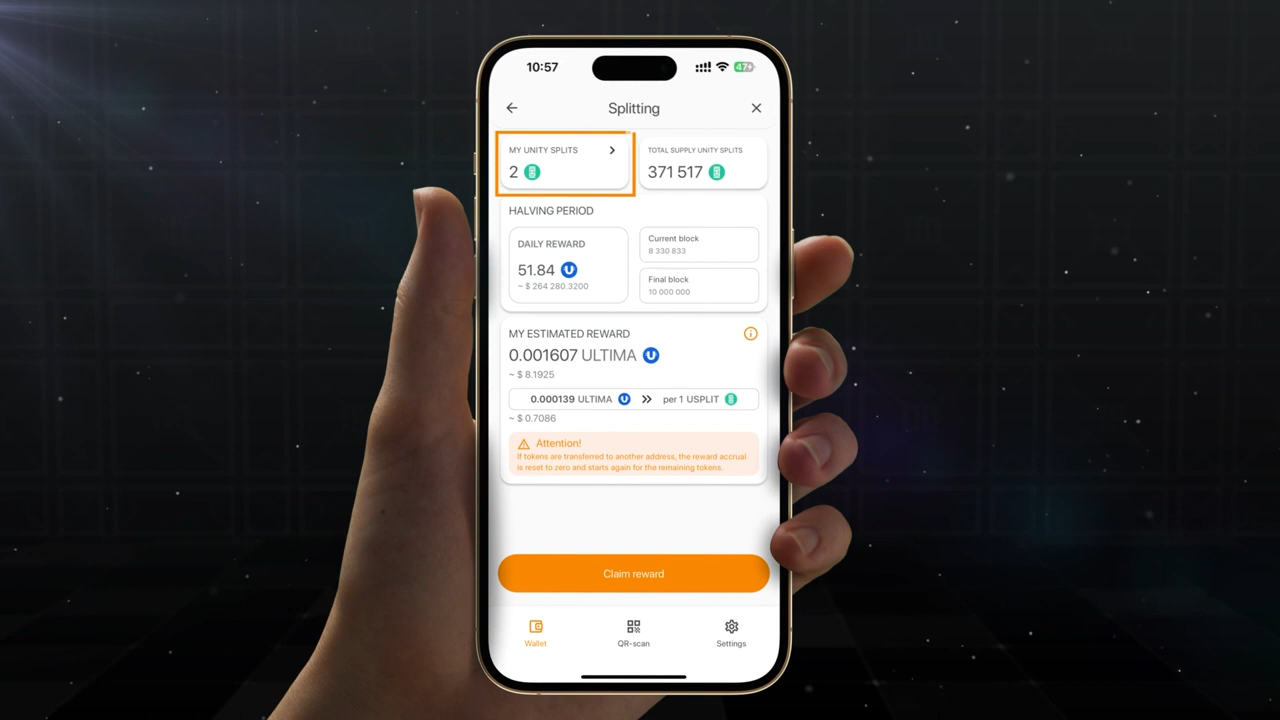 10:57
47
Splitting
MY UNITY SPLITS
2
TOTAL SUPPLY UNITY SPLITS
371 517
HALVING PERIOD
DAILY REWARD
51.84
~ $ 264 280.3200
Current block
8 330 833
Final block
10 000 000
MY ESTIMATED REWARD
0.001607 ULTIMA
~ $ 8.1925
0.000139 ULTIMA
per 1 USPLIT
~ $ 0.7086
Attention!
If tokens are transferred to another address, the reward accrual
is reset to zero and starts again for the remaining tokens.
Claim reward
Wallet
QR-scan
Settings